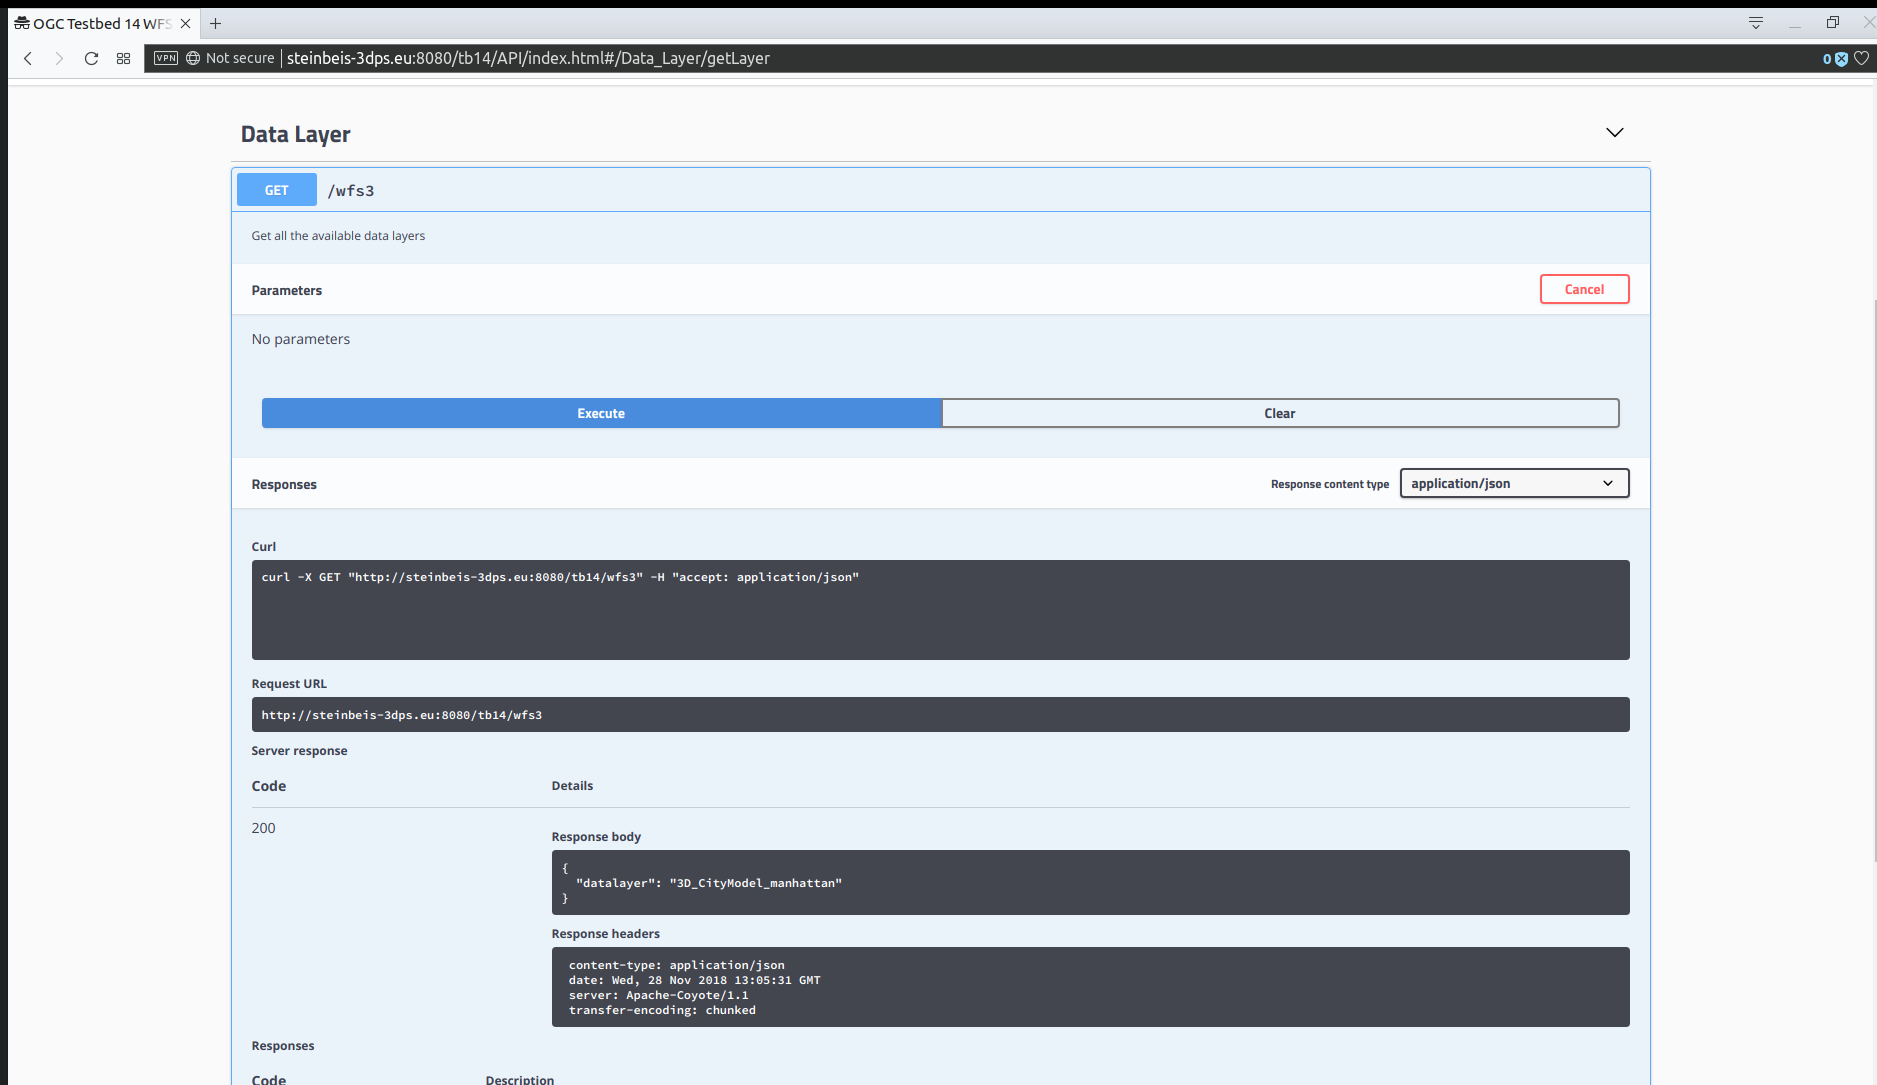 OGC Testbed 14 WFS
VPN Not secure steinbeis-3dps.eu:8080/tb14/API/index.html#/Data_Layer/getLayer 0
Data Layer
GET /wfs3
Get all the available data layers
Parameters Cancel
No parameters
Execute Clear
Responses Response content type application/json
Curl
curl -X GET "http://steinbeis-3dps.eu:8080/tb14/wfs3" -H "accept: application/json"
Request URL
http://steinbeis-3dps.eu:8080/tb14/wfs3
Server response
Code Details
200
Response body
{
"datalayer": "3D_CityModel_manhattan"
}
Response headers
content-type: application/json
date: Wed, 28 Nov 2018 13:05:31 GMT
server: Apache-Coyote/1.1
transfer-encoding: chunked
Responses
Code Description